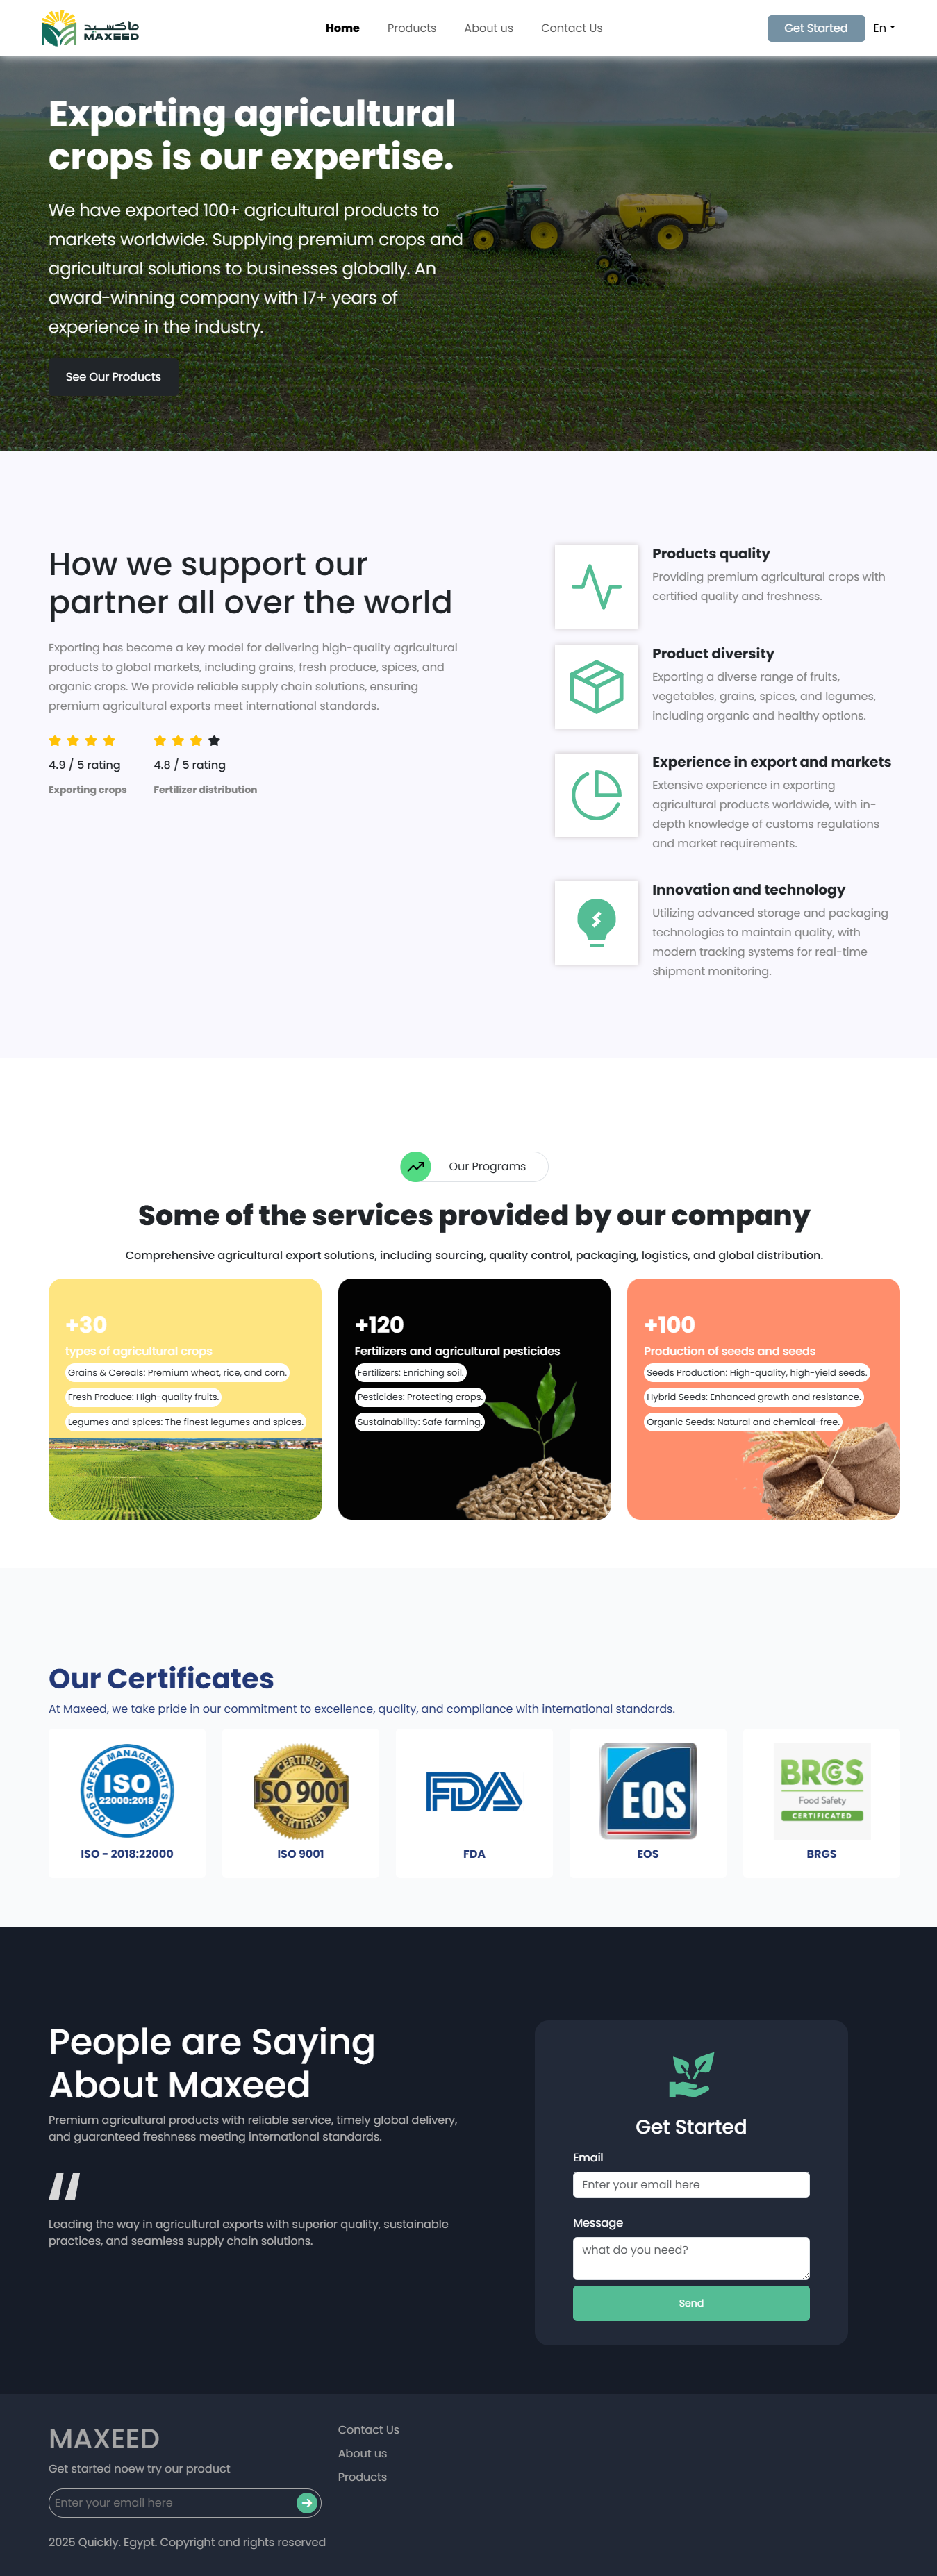 ماكسيد
MAXEED
Home
Products
About us
Contact Us
Get Started
En
Exporting agricultural
crops is our expertise.
We have exported 100+ agricultural products to
markets worldwide. Supplying premium crops and
agricultural solutions to businesses globally. An
award-winning company with 17+ years of
experience in the industry.
See Our Products
How we support our
partner all over the world
Exporting has become a key model for delivering high-quality agricultural
products to global markets, including grains, fresh produce, spices, and
organic crops. We provide reliable supply chain solutions, ensuring
premium agricultural exports meet international standards.
4.9 / 5 rating
Exporting crops
4.8 / 5 rating
Fertilizer distribution
Products quality
Providing premium agricultural crops with
certified quality and freshness.
Product diversity
Exporting a diverse range of fruits,
vegetables, grains, spices, and legumes,
including organic and healthy options.
Experience in export and markets
Extensive experience in exporting
agricultural products worldwide, with in-
depth knowledge of customs regulations
and market requirements.
Innovation and technology
Utilizing advanced storage and packaging
technologies to maintain quality, with
modern tracking systems for real-time
shipment monitoring.
Our Programs
Some of the services provided by our company
Comprehensive agricultural export solutions, including sourcing, quality control, packaging, logistics, and global distribution.
+30
types of agricultural crops
Grains & Cereals: Premium wheat, rice, and corn.
Fresh Produce: High-quality fruits.
Legumes and spices: The finest legumes and spices.
+120
Fertilizers and agricultural pesticides
Fertilizers: Enriching soil.
Pesticides: Protecting crops.
Sustainability: Safe farming.
+100
Production of seeds and seeds
Seeds Production: High-quality, high-yield seeds.
Hybrid Seeds: Enhanced growth and resistance.
Organic Seeds: Natural and chemical-free.
Our Certificates
At Maxeed, we take pride in our commitment to excellence, quality, and compliance with international standards.
FOOD SAFETY MANAGEMENT SYSTEM
ISO
22000:2018
ISO - 2018:22000
CERTIFIED
ISO 9001
CERTIFIED
ISO 9001
FDA
FDA
EOS
EOS
BRCGS
Food Safety
CERTIFICATED
BRGS
People are Saying
About Maxeed
Premium agricultural products with reliable service, timely global delivery,
and guaranteed freshness meeting international standards.
Leading the way in agricultural exports with superior quality, sustainable
practices, and seamless supply chain solutions.
Get Started
Email
Enter your email here
Message
what do you need?
Send
MAXEED
Get started noew try our product
Enter your email here
2025 Quickly. Egypt. Copyright and rights reserved
Contact Us
About us
Products